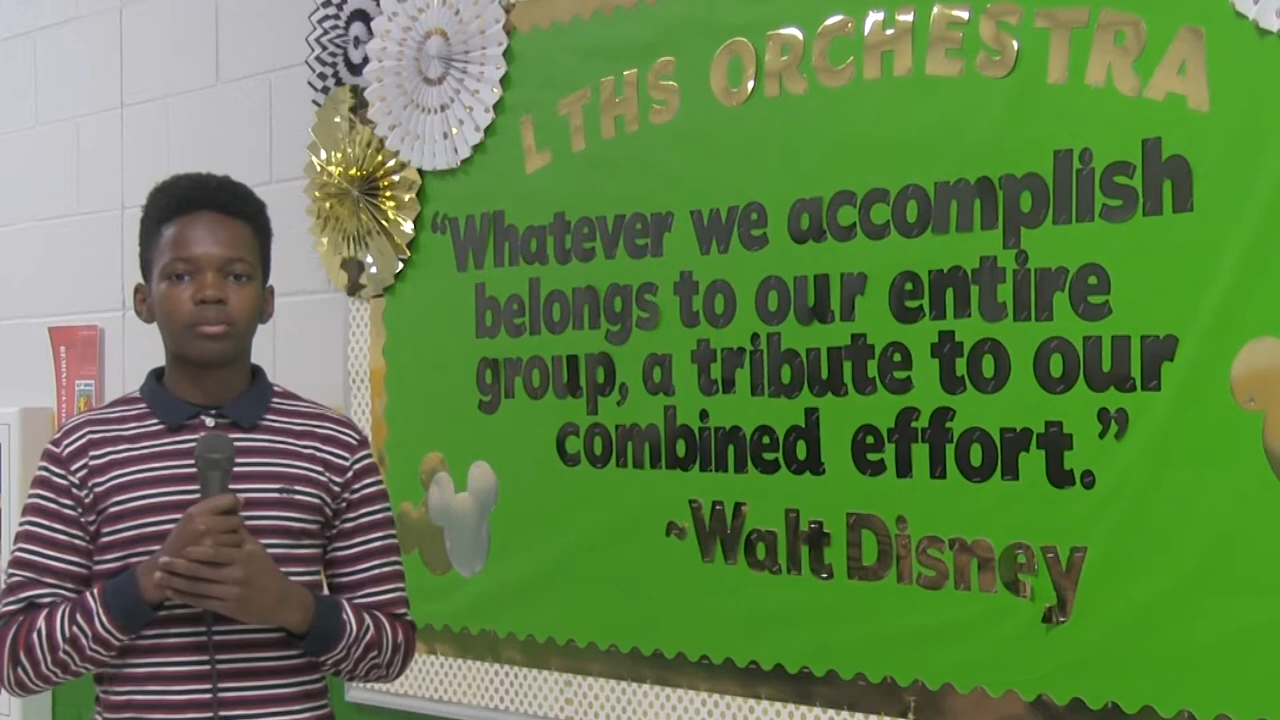 LTHS ORCHESTRA
“Whatever we accomplish
belongs to our entire
group, a tribute to our
combined effort.”
~Walt Disney